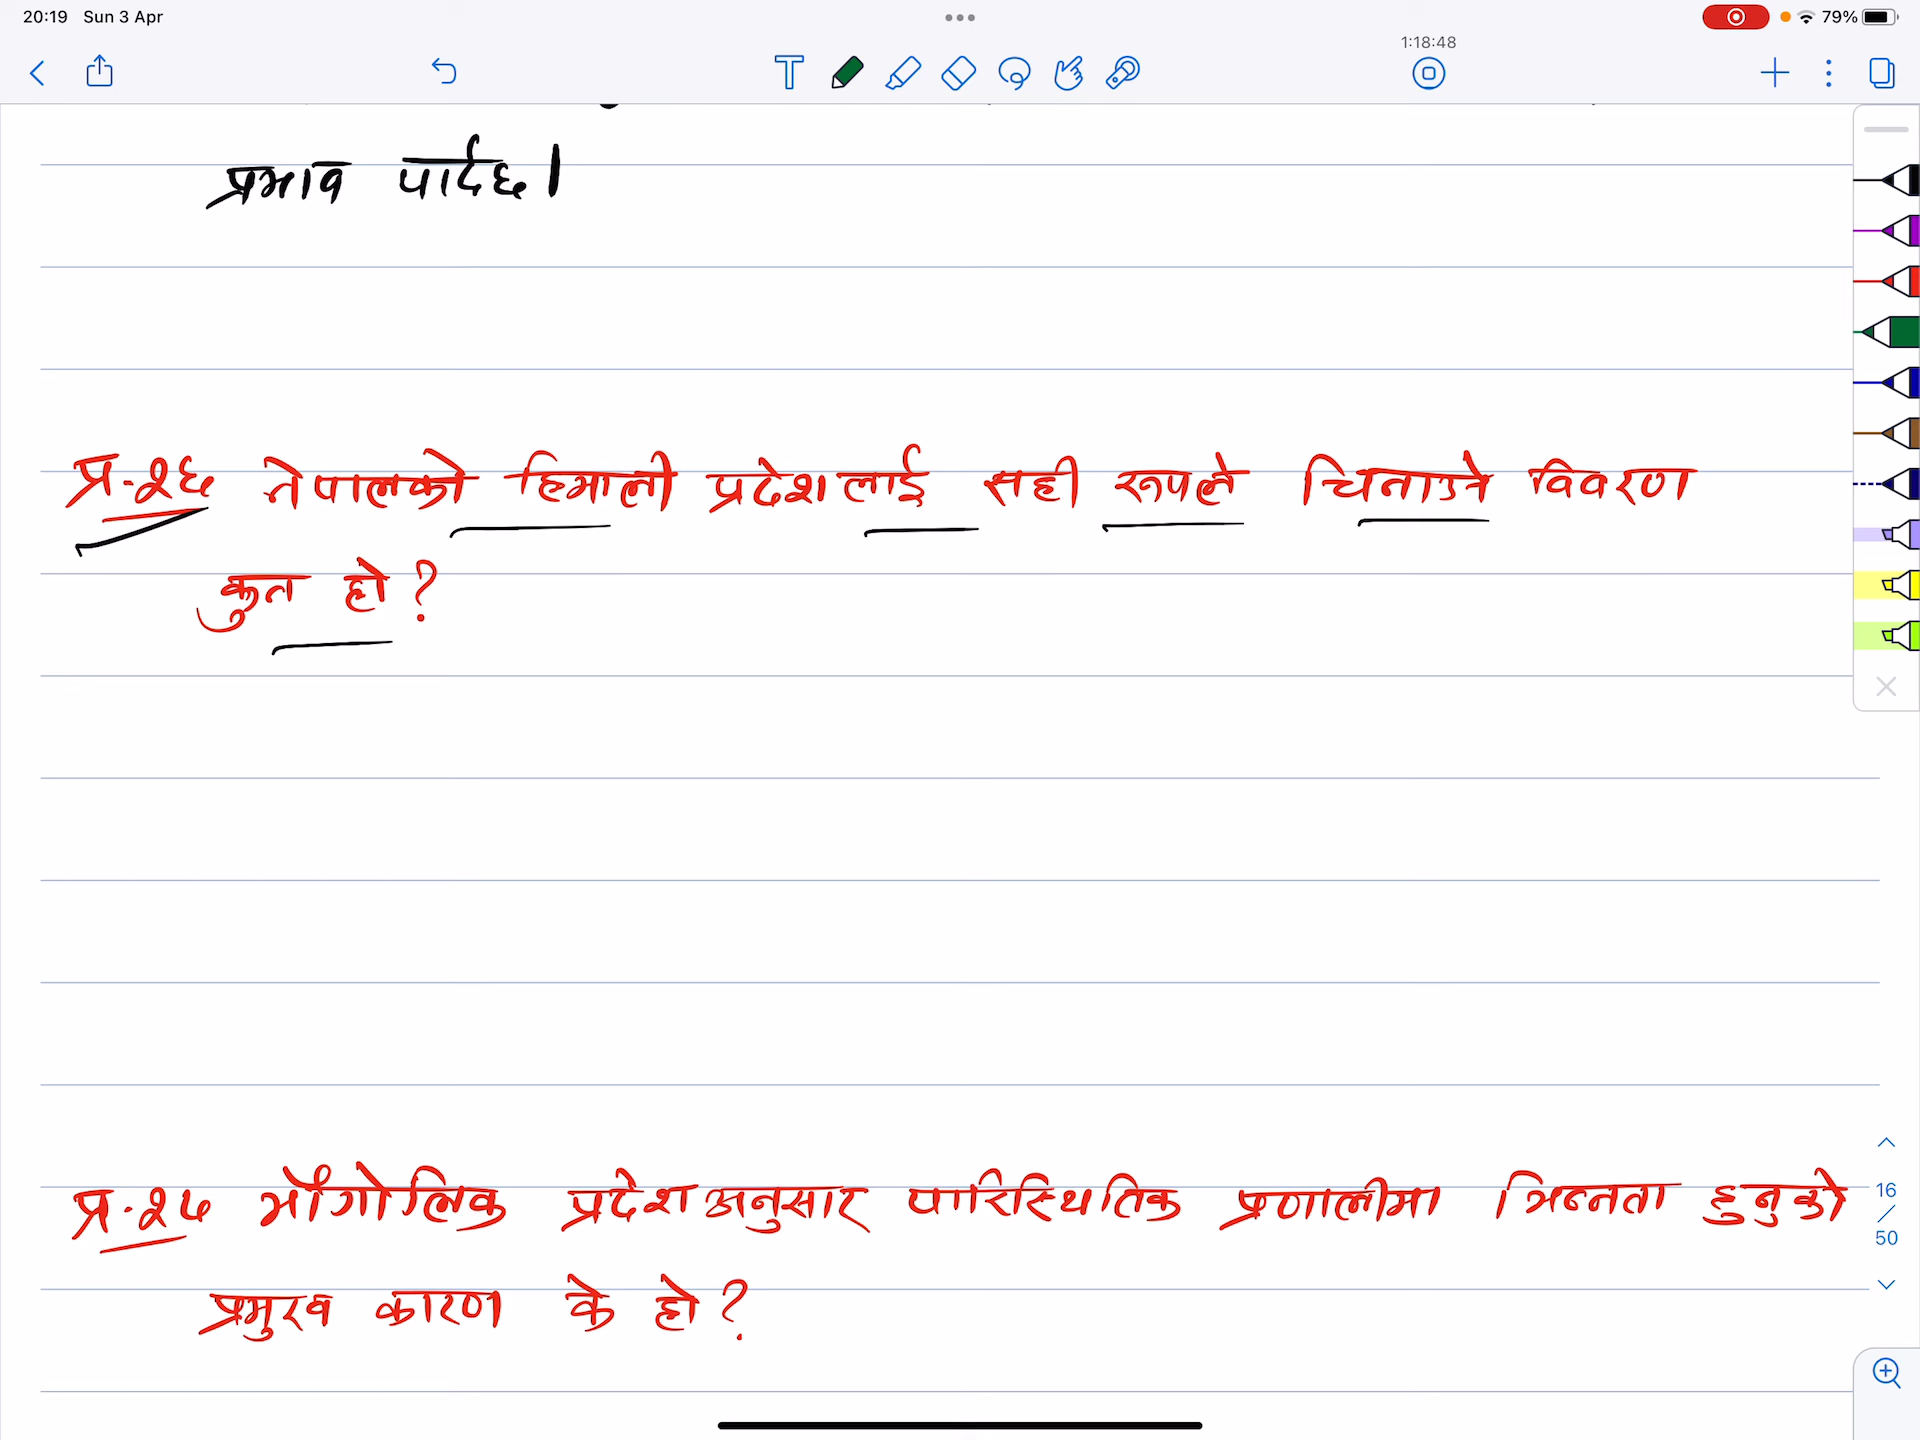 20:19 Sun 3 Apr
79%
1:18:48
प्रभाव पार्दछ।
प्र.२६ नेपालको हिमाली प्रदेशलाई सही रूपले चिनाउने विवरण
कुन हो?
प्र.२७ भौगोलिक प्रदेश अनुसार पारिस्थितिक प्रणालीमा भिन्नता हुनुको
प्रमुख कारण के हो?
16
/
50